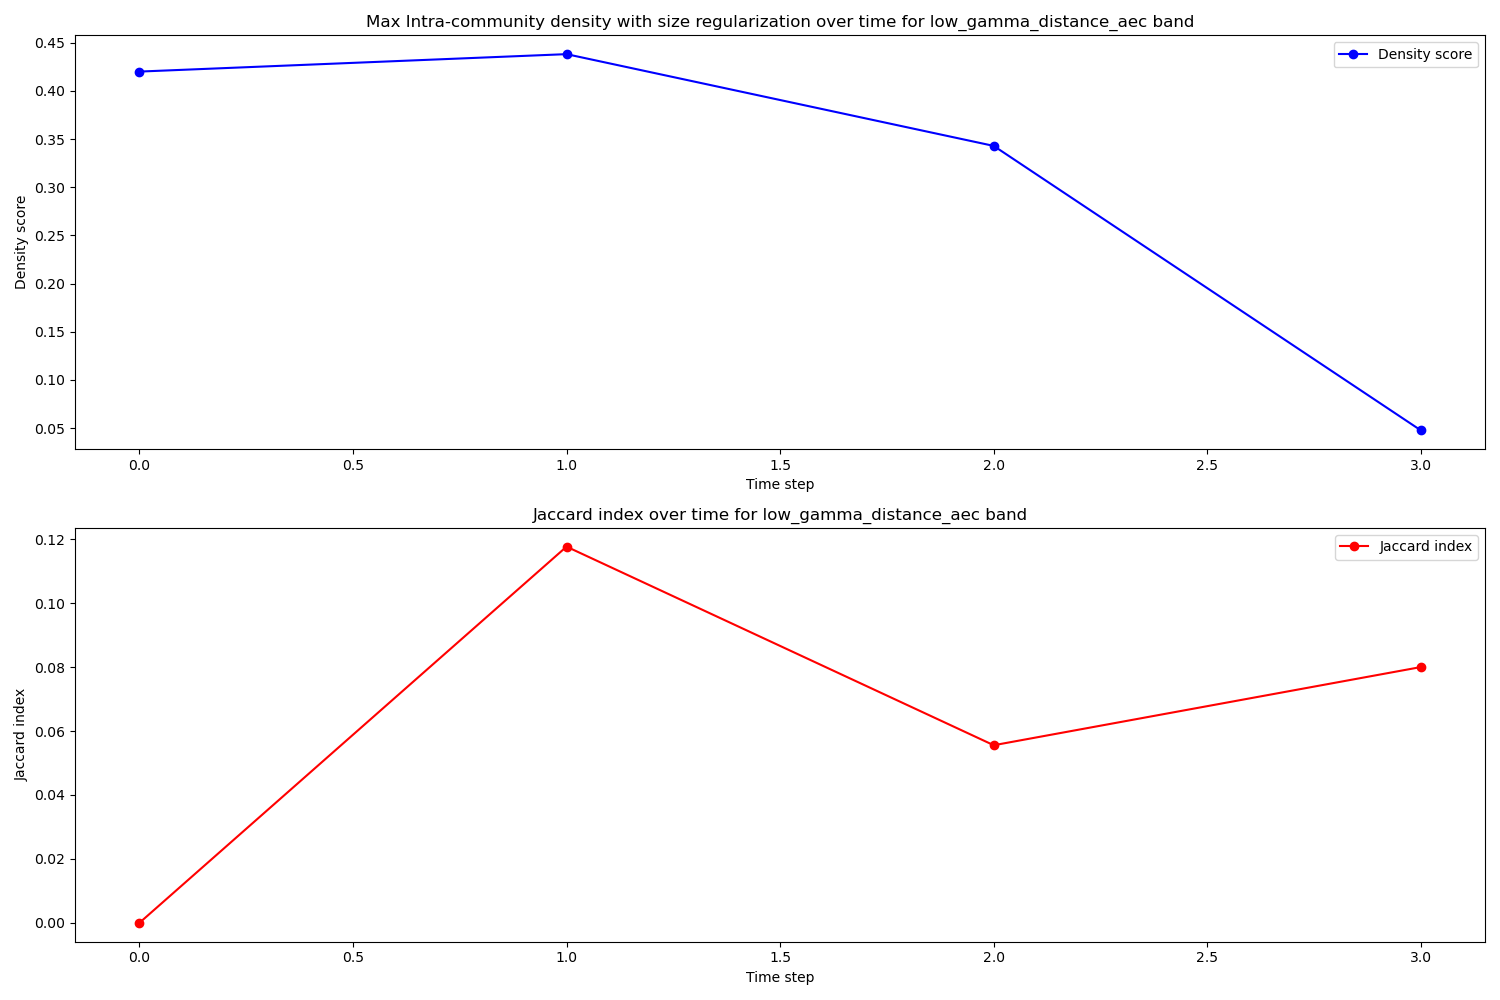 Max Intra-community density with size regularization over time for low_gamma_distance_aec band
Density score
0.45
0.40
0.35
0.30
0.25
0.20
0.15
0.10
0.05
Density score
0.0 0.5 1.0 1.5 2.0 2.5 3.0
Time step
Jaccard index over time for low_gamma_distance_aec band
Jaccard index
0.12
0.10
0.08
0.06
0.04
0.02
0.00
Jaccard index
0.0 0.5 1.0 1.5 2.0 2.5 3.0
Time step